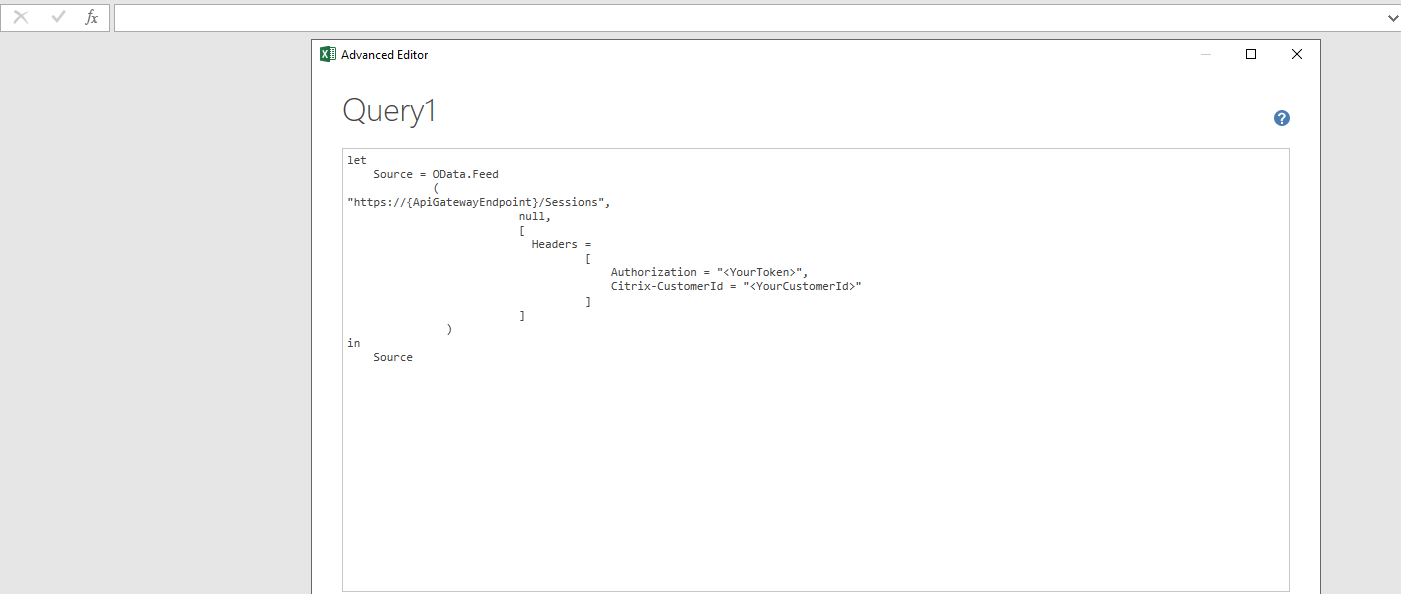 fx
Advanced Editor
Query1
?
let
Source = OData.Feed
(
"https://{ApiGatewayEndpoint}/Sessions",
null,
[
Headers =
[
Authorization = "<YourToken>",
Citrix-CustomerId = "<YourCustomerId>"
]
]
)
in
Source